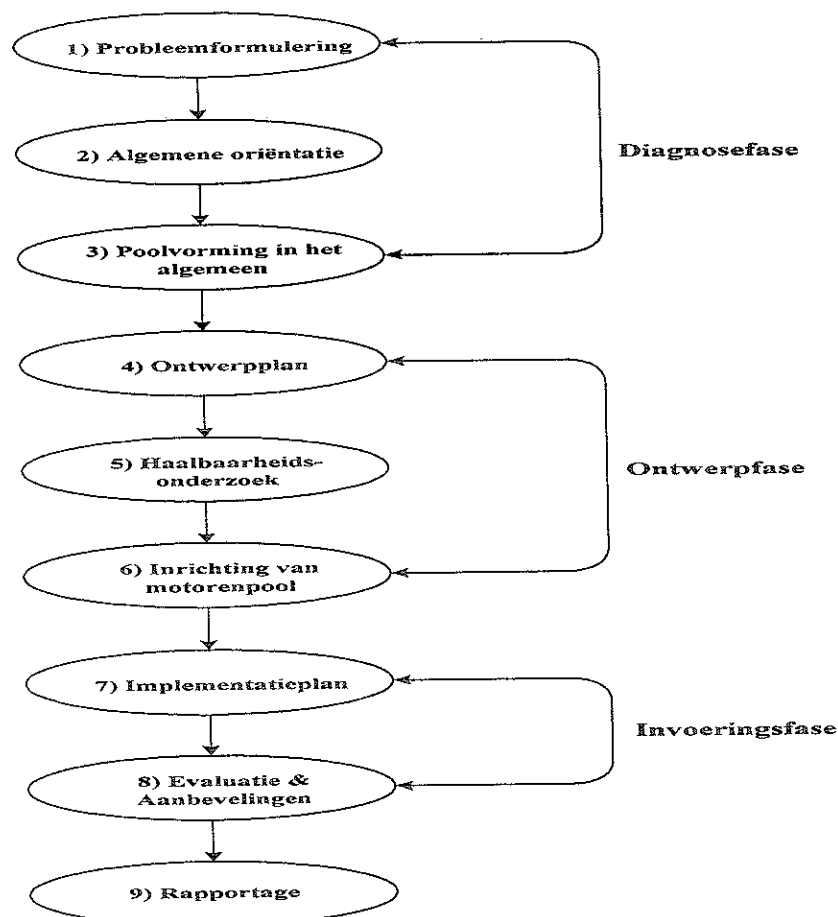 1) Probleemformulering
2) Algemene oriëntatie
Diagnosefase
3) Poolvorming in het
algemeen
4) Ontwerpplan
5) Haalbaarheids-
onderzoek
Ontwerpfase
6) Inrichting van
motorenpool
7) Implementatieplan
Invoeringsfase
8) Evaluatie &
Aanbevelingen
9) Rapportage